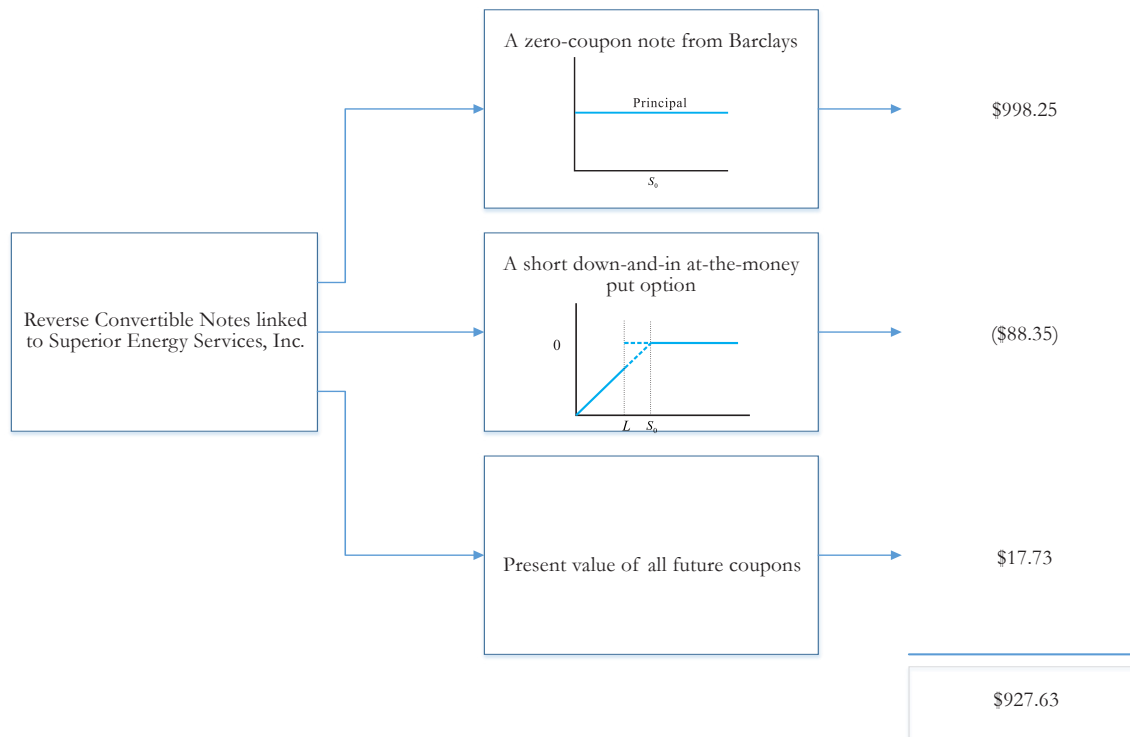 A zero-coupon note from Barclays
Principal
S₀
$998.25
Reverse Convertible Notes linked
to Superior Energy Services, Inc.
A short down-and-in at-the-money
put option
0
L S₀
($88.35)
Present value of all future coupons
$17.73
$927.63